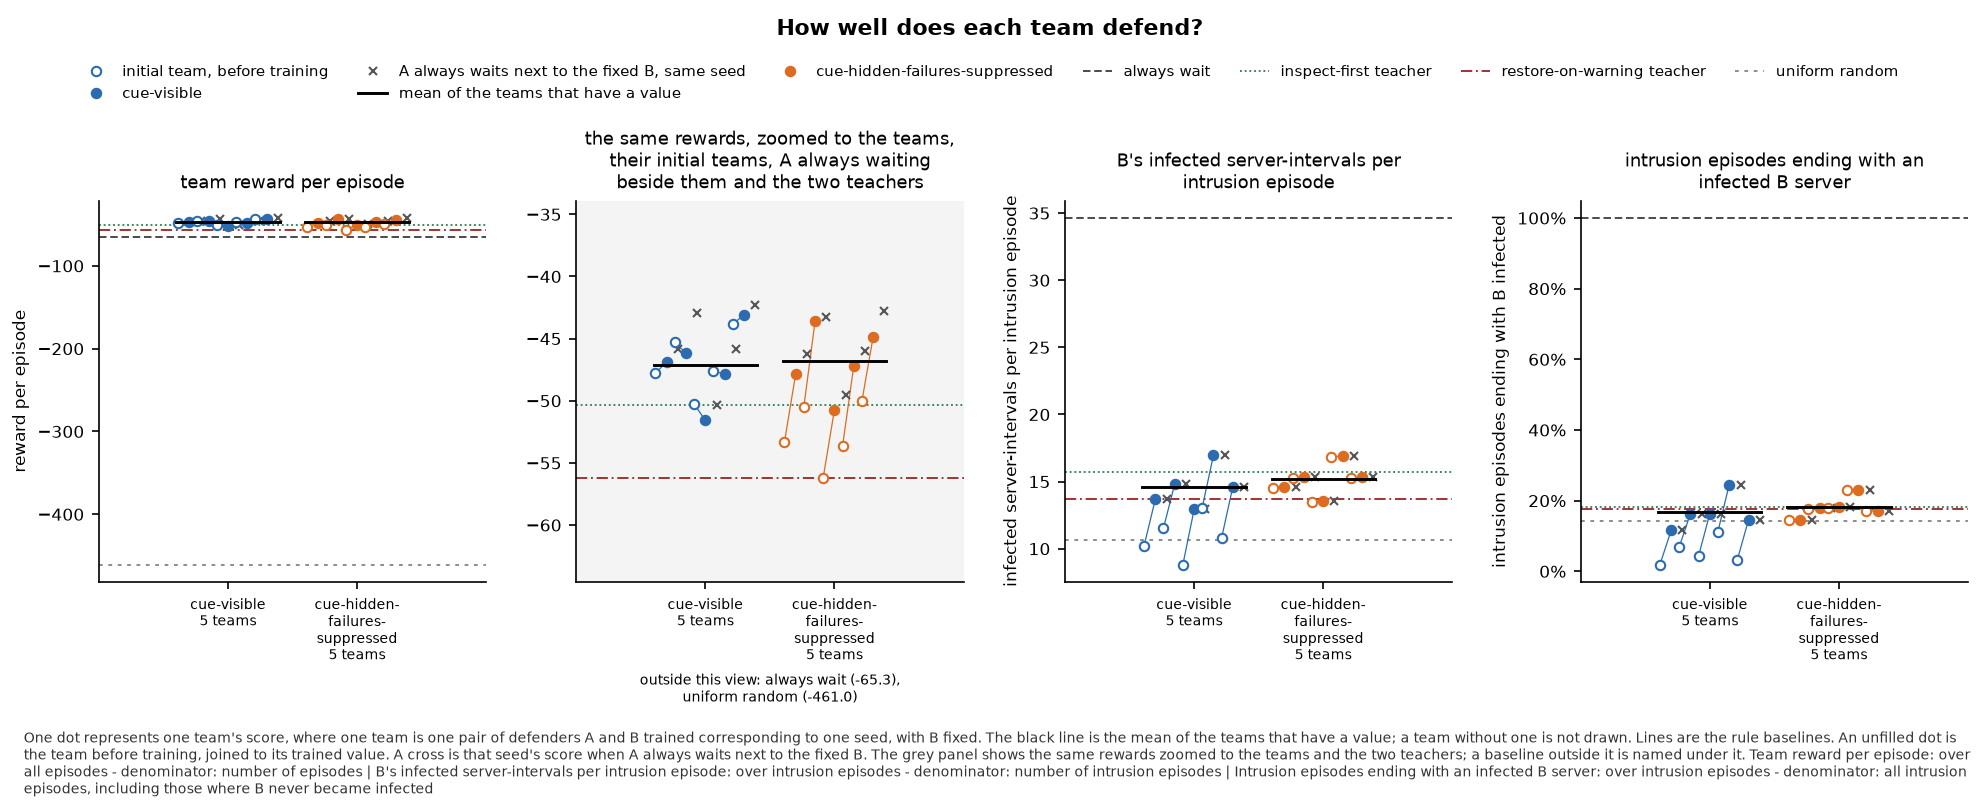 How well does each team defend?
initial team, before training
A always waits next to the fixed B, same seed
cue-hidden-failures-suppressed
always wait
inspect-first teacher
restore-on-warning teacher
uniform random
cue-visible
mean of the teams that have a value
team reward per episode
reward per episode
−100
−200
−300
−400
cue-visible
5 teams
cue-hidden-
failures-
suppressed
5 teams
the same rewards, zoomed to the teams,
their initial teams, A always waiting
beside them and the two teachers
−35
−40
−45
−50
−55
−60
cue-visible
5 teams
cue-hidden-
failures-
suppressed
5 teams
outside this view: always wait (-65.3),
uniform random (-461.0)
B's infected server-intervals per
intrusion episode
infected server-intervals per intrusion episode
35
30
25
20
15
10
cue-visible
5 teams
cue-hidden-
failures-
suppressed
5 teams
intrusion episodes ending with an
infected B server
intrusion episodes ending with B infected
100%
80%
60%
40%
20%
0%
cue-visible
5 teams
cue-hidden-
failures-
suppressed
5 teams
One dot represents one team's score, where one team is one pair of defenders A and B trained corresponding to one seed, with B fixed. The black line is the mean of the teams that have a value; a team without one is not drawn. Lines are the rule baselines. An unfilled dot is
the team before training, joined to its trained value. A cross is that seed's score when A always waits next to the fixed B. The grey panel shows the same rewards zoomed to the teams and the two teachers; a baseline outside it is named under it. Team reward per episode: over
all episodes - denominator: number of episodes | B's infected server-intervals per intrusion episode: over intrusion episodes - denominator: number of intrusion episodes | Intrusion episodes ending with an infected B server: over intrusion episodes - denominator: all intrusion
episodes, including those where B never became infected